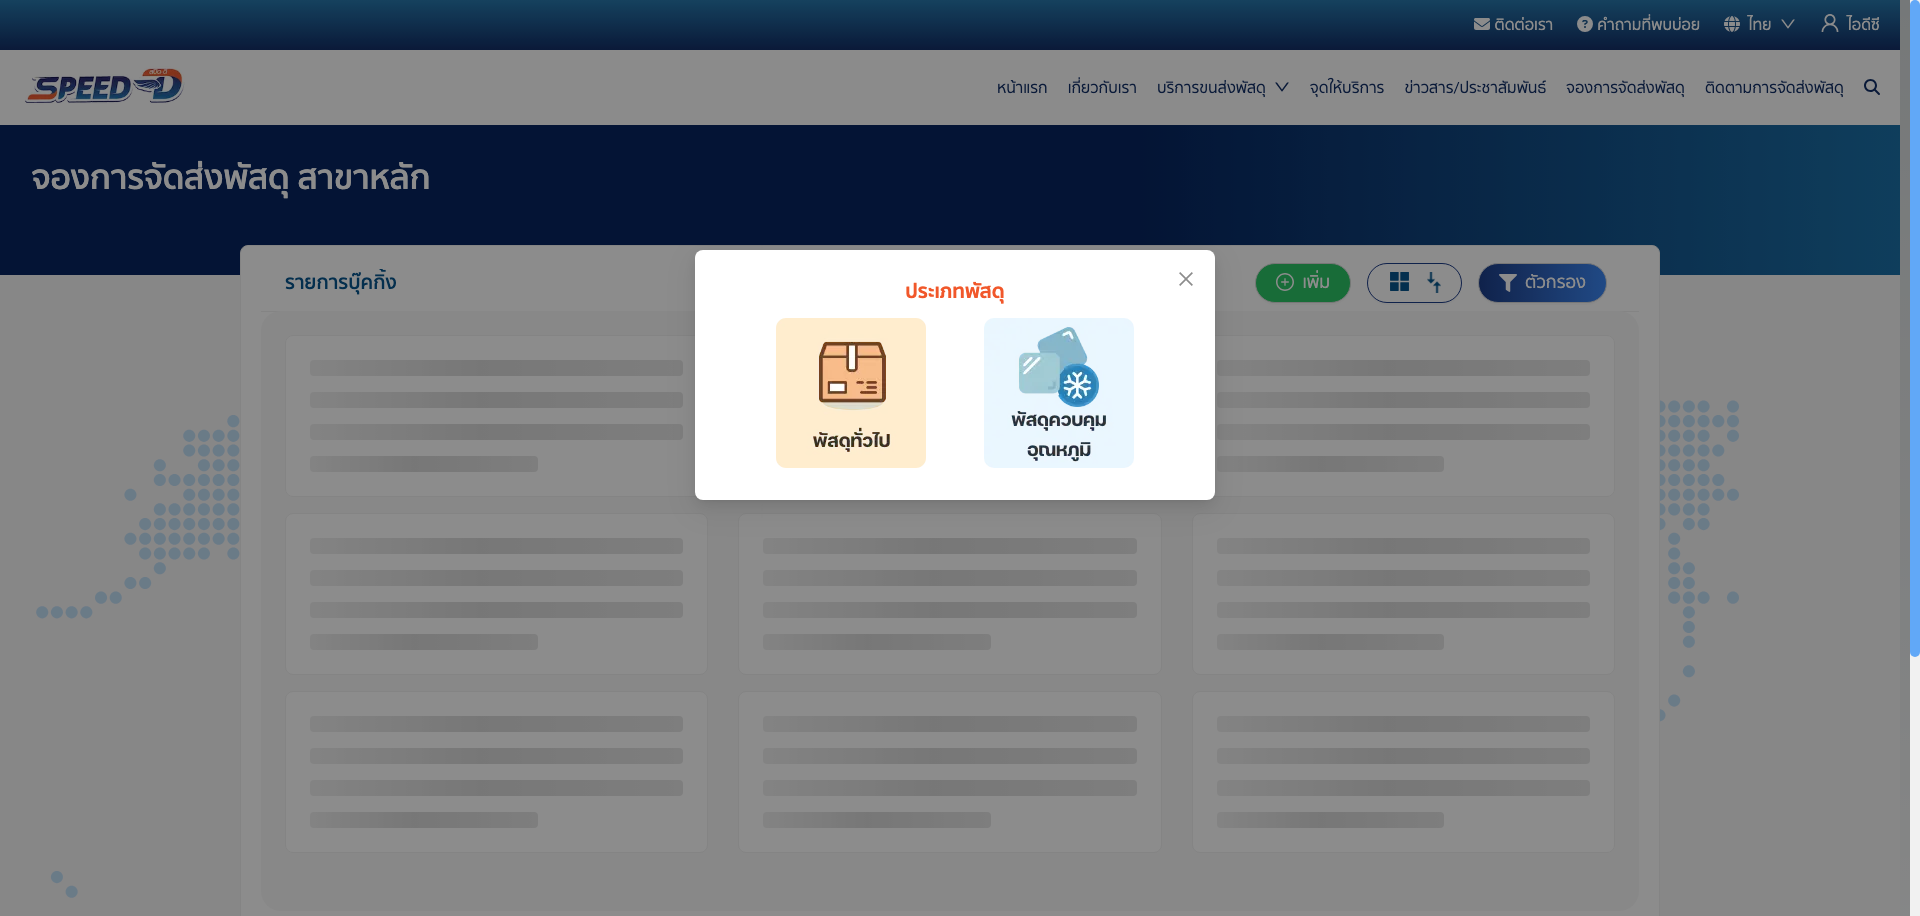 ติดต่อเรา
คำถามที่พบบ่อย
ไทย
ไอดีซี
SPEED-D
หน้าแรก
เกี่ยวกับเรา
บริการขนส่งพัสดุ
จุดให้บริการ
ข่าวสาร/ประชาสัมพันธ์
จองการจัดส่งพัสดุ
ติดตามการจัดส่งพัสดุ
จองการจัดส่งพัสดุ สาขาหลัก
รายการบุ๊คกิ้ง
เพิ่ม
ตัวกรอง
ประเภทพัสดุ
พัสดุทั่วไป
พัสดุควบคุม
อุณหภูมิ